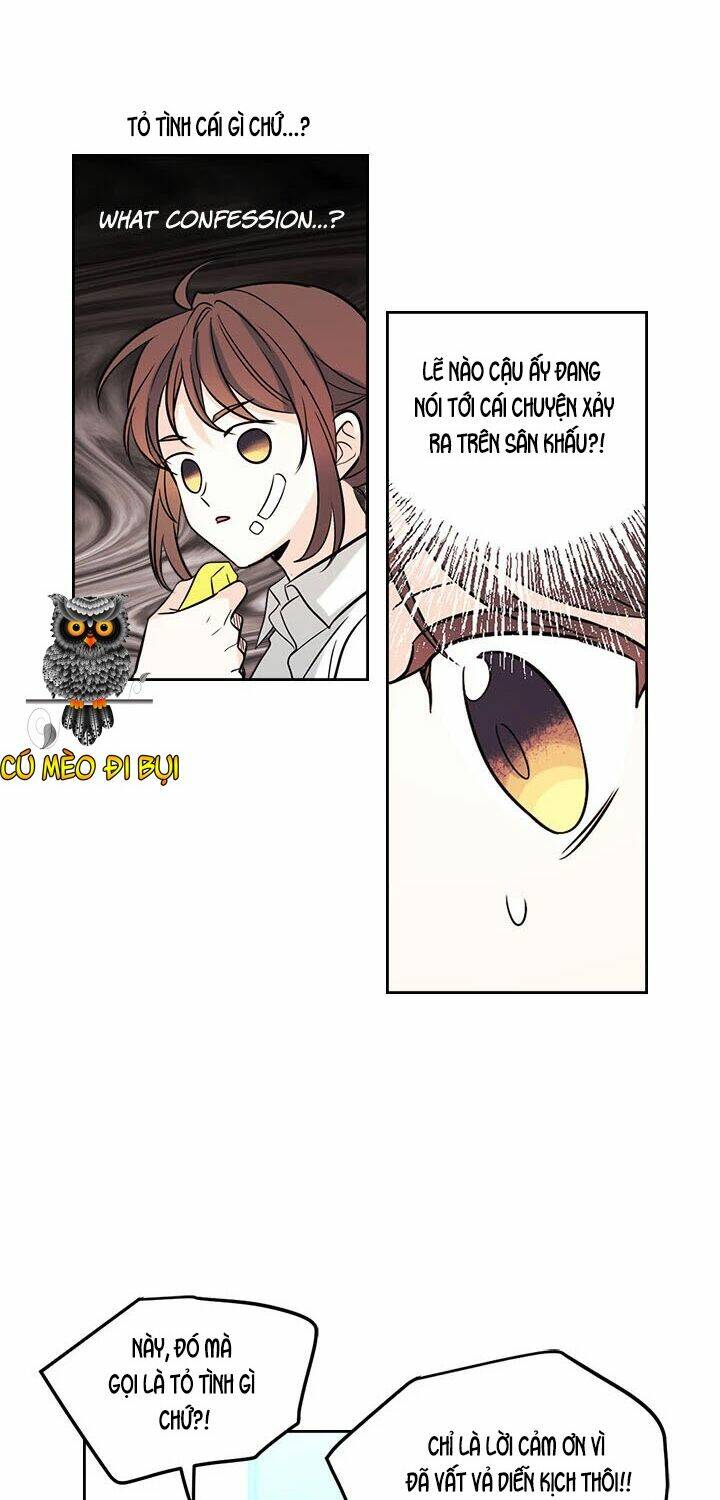 TỎ TÌNH CÁI GÌ CHỨ...?
WHAT CONFESSION...?
LẼ NÀO CẬU ẤY ĐANG
NÓI TỚI CÁI CHUYỆN XẢY
RA TRÊN SÂN KHẤU?!
CÚ MÈO ĐI BỤI
NÀY, ĐÓ MÀ
GỌI LÀ TỎ TÌNH GÌ
CHỨ?!
CHỈ LÀ LỜI CẢM ƠN VÌ
ĐÃ VẤT VẢ DIỄN KỊCH THÔI!!